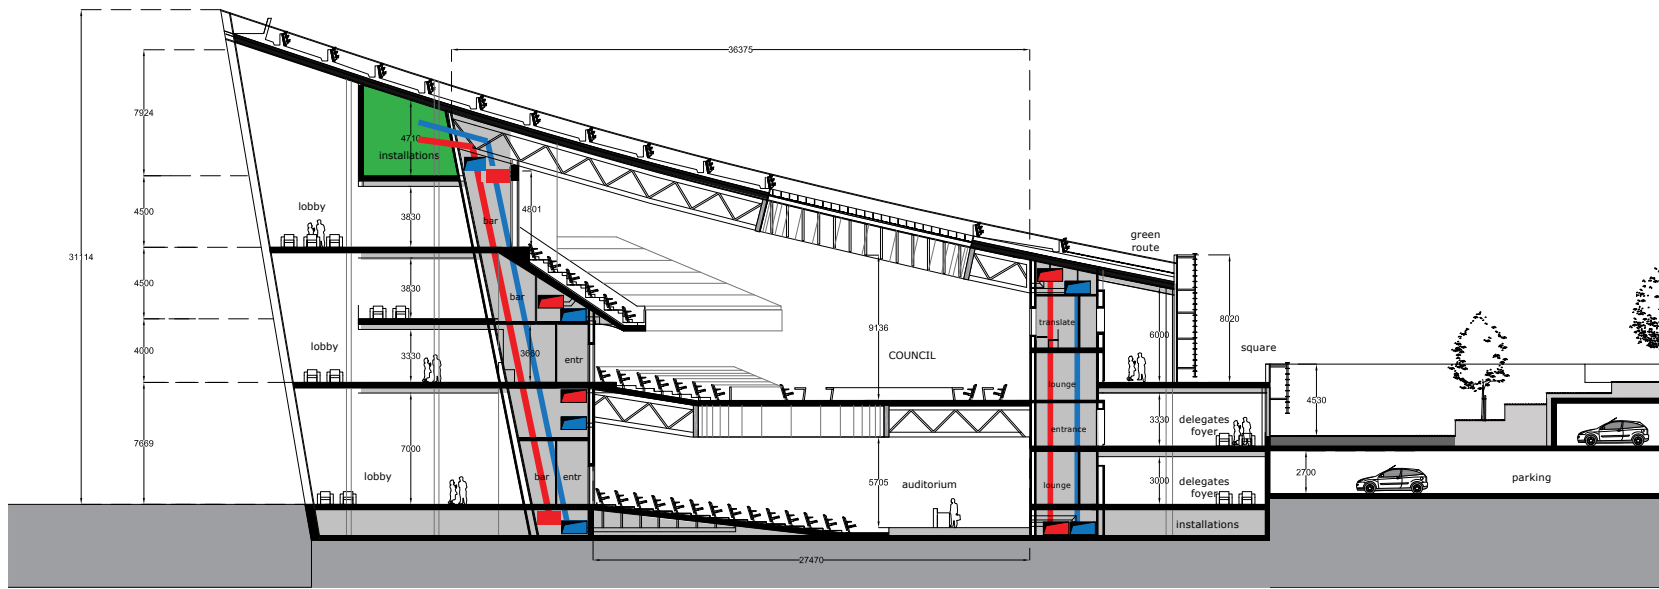 36375
7924
4710
installations
lobby
4500
3830
bar
4801
green
route
31114
4500
3830
bar
translate
6000
8020
9136
lobby
4000
3330
3660
entr
COUNCIL
square
lounge
4530
7669
7000
entrance
3330
delegates
foyer
lobby
bar
entr
5705
auditorium
lounge
3000
delegates
foyer
2700
parking
installations
27470